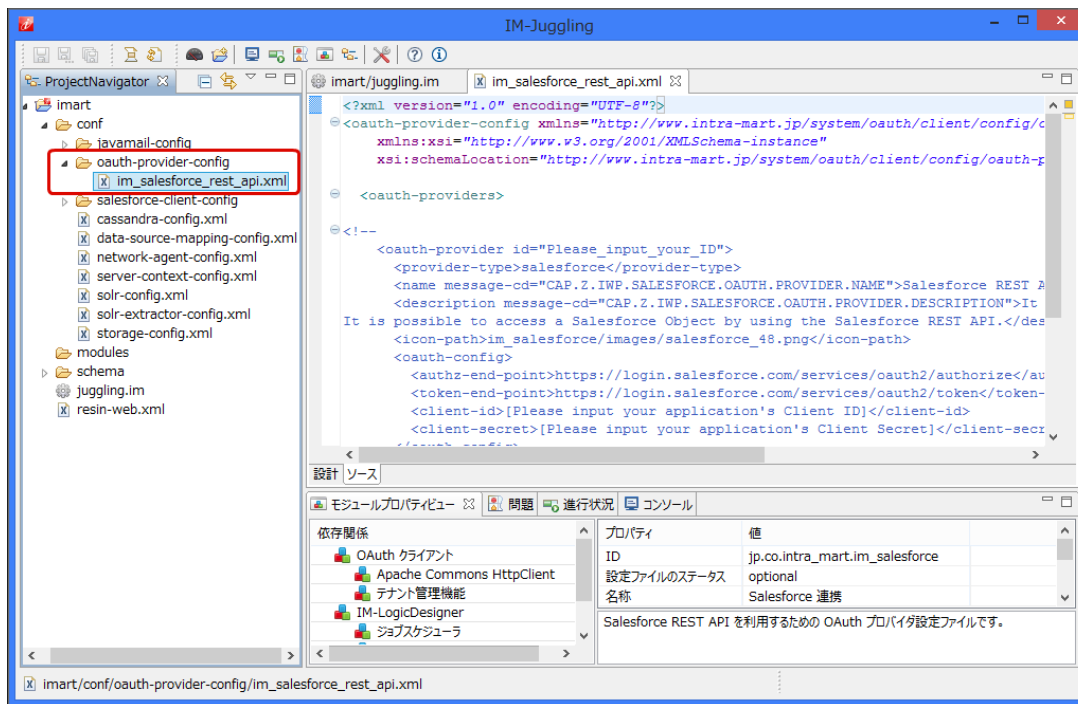 IM-Juggling
ProjectNavigator
imart
conf
javamail-config
oauth-provider-config
im_salesforce_rest_api.xml
salesforce-client-config
cassandra-config.xml
data-source-mapping-config.xml
network-agent-config.xml
server-context-config.xml
solr-config.xml
solr-extractor-config.xml
storage-config.xml
modules
schema
juggling.im
resin-web.xml
imart/juggling.im
im_salesforce_rest_api.xml
<?xml version="1.0" encoding="UTF-8"?>
<oauth-provider-config xmlns="http://www.intra-mart.jp/system/oauth/client/config/c
xmlns:xsi="http://www.w3.org/2001/XMLSchema-instance"
xsi:schemaLocation="http://www.intra-mart.jp/system/oauth/client/config/oauth-p
<oauth-providers>
<!--
<oauth-provider id="Please_input_your_ID">
<provider-type>salesforce</provider-type>
<name message-cd="CAP.Z.IWP.SALESFORCE.OAUTH.PROVIDER.NAME">Salesforce REST A
<description message-cd="CAP.Z.IWP.SALESFORCE.OAUTH.PROVIDER.DESCRIPTION">It
It is possible to access a Salesforce Object by using the Salesforce REST API.</des
<icon-path>im_salesforce/images/salesforce_48.png</icon-path>
<oauth-config>
<authz-end-point>https://login.salesforce.com/services/oauth2/authorize</au
<token-end-point>https://login.salesforce.com/services/oauth2/token</token-
<client-id>[Please input your application's Client ID]</client-id>
<client-secret>[Please input your application's Client Secret]</client-secr
設計 ソース
モジュールプロパティビュー 問題 進行状況 コンソール
依存関係
OAuth クライアント
Apache Commons HttpClient
テナント管理機能
IM-LogicDesigner
ジョブスケジューラ
プロパティ 値
ID jp.co.intra_mart.im_salesforce
設定ファイルのステータス optional
名称 Salesforce 連携
Salesforce REST API を利用するための OAuth プロバイダ設定ファイルです。
imart/conf/oauth-provider-config/im_salesforce_rest_api.xml